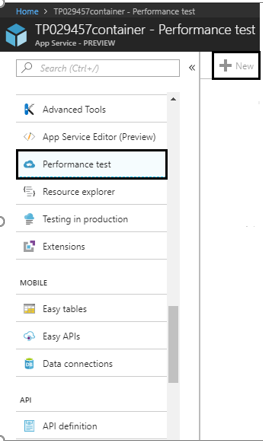 Home > TP029457container - Performance test
TP029457container - Performance test
App Service - PREVIEW
Search (Ctrl+/)
« + New
Advanced Tools
App Service Editor (Preview)
Performance test
Resource explorer
Testing in production
Extensions
MOBILE
Easy tables
Easy APIs
Data connections
API
API definition